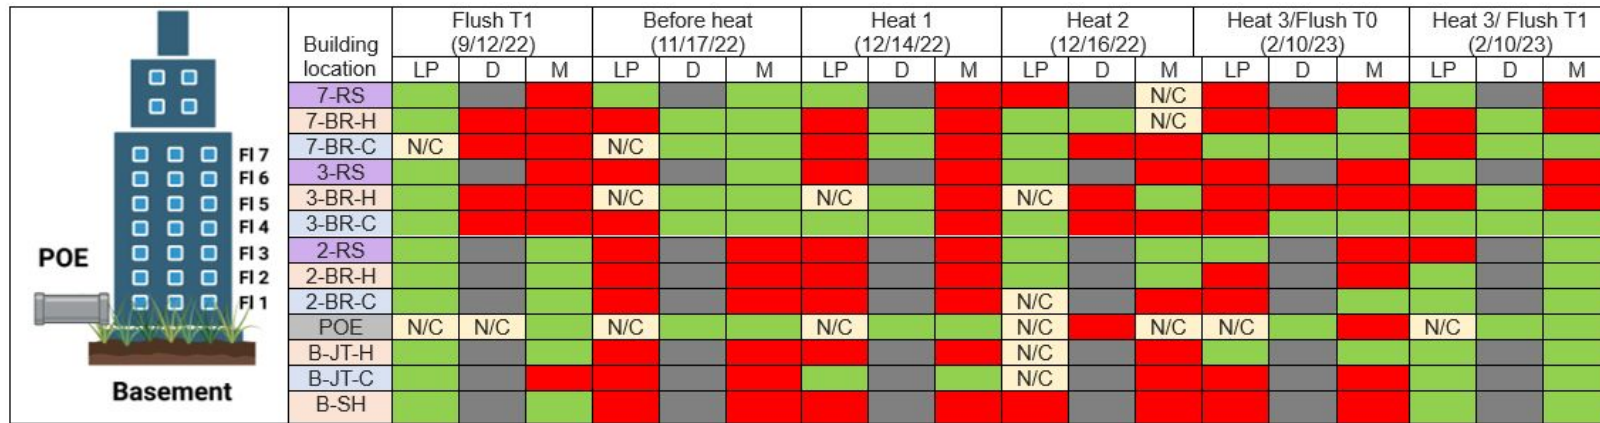 Flush T1 Before heat Heat 1 Heat 2 Heat 3/Flush T0 Heat 3/ Flush T1
Building (9/12/22) (11/17/22) (12/14/22) (12/16/22) (2/10/23) (2/10/23)
location LP D M LP D M LP D M LP D M LP D M LP D M
7-RS N/C
7-BR-H N/C
7-BR-C N/C N/C
3-RS
3-BR-H N/C N/C N/C
3-BR-C
2-RS
2-BR-H
2-BR-C N/C
POE N/C N/C N/C N/C N/C N/C N/C N/C
B-JT-H N/C
B-JT-C N/C
B-SH
Fl 7
Fl 6
Fl 5
Fl 4
Fl 3
Fl 2
Fl 1
POE
Basement